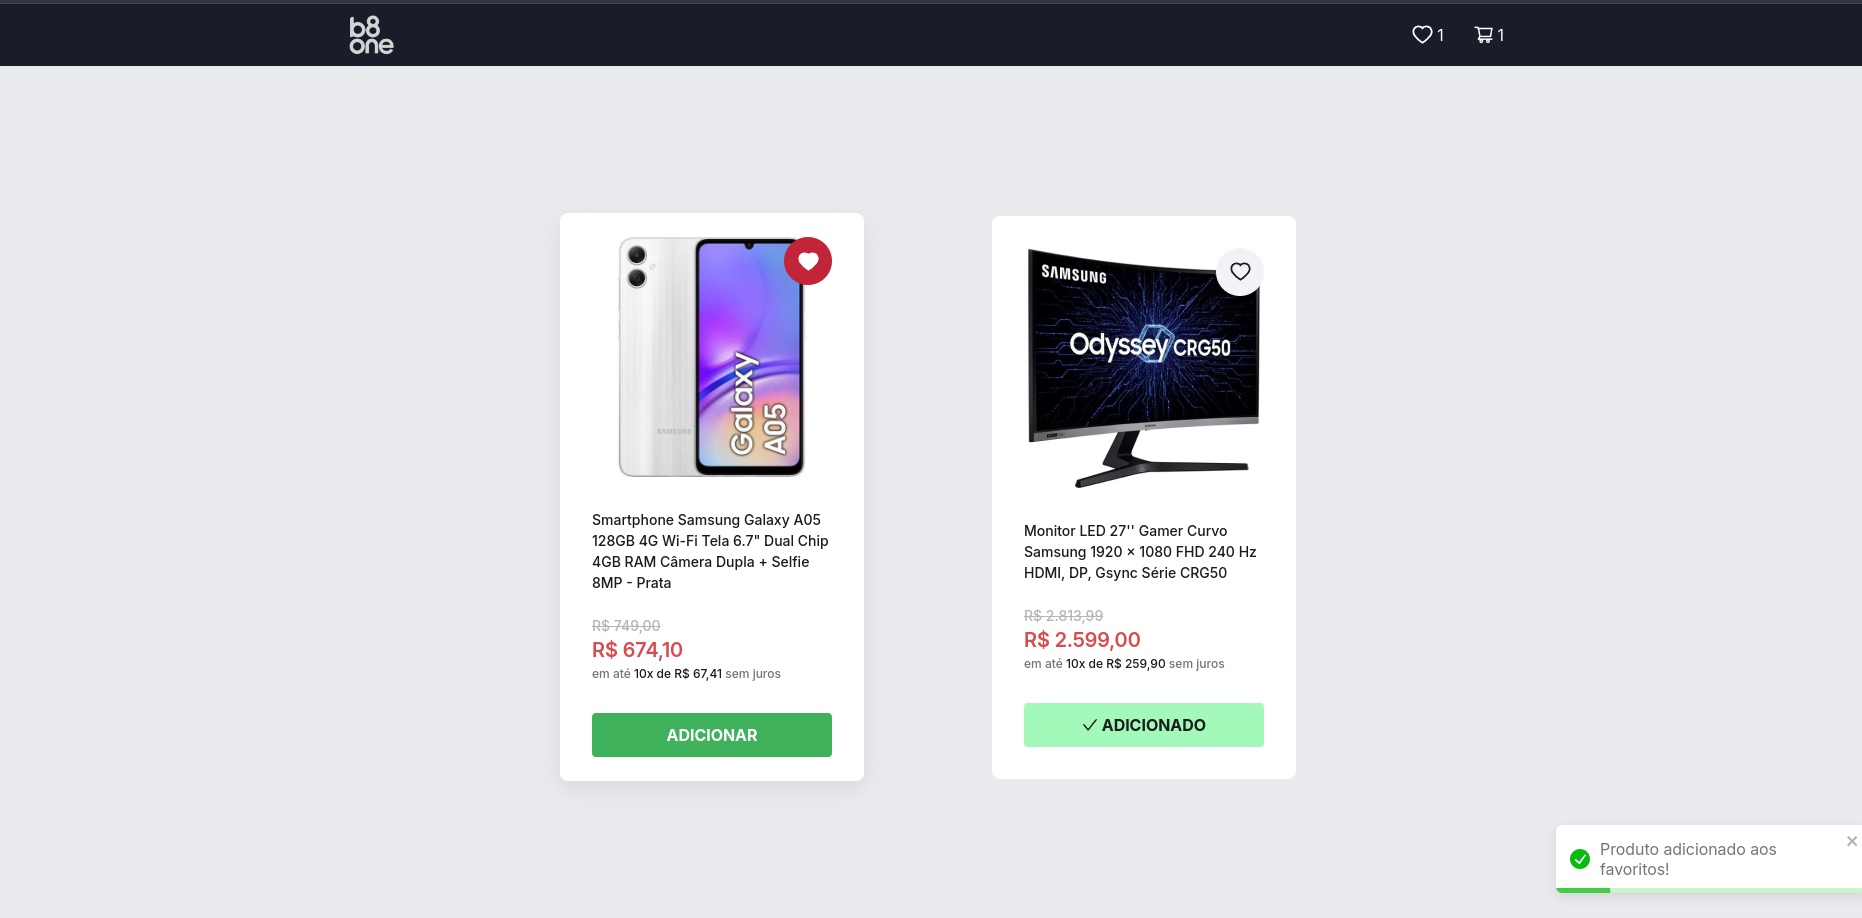 b8
one
1
1
SAMSUNG
Galaxy
A05
Smartphone Samsung Galaxy A05
128GB 4G Wi-Fi Tela 6.7" Dual Chip
4GB RAM Câmera Dupla + Selfie
8MP - Prata
R$ 749,00
R$ 674,10
em até 10x de R$ 67,41 sem juros
ADICIONAR
SAMSUNG
Odyssey CRG50
Monitor LED 27'' Gamer Curvo
Samsung 1920 × 1080 FHD 240 Hz
HDMI, DP, Gsync Série CRG50
R$ 2.813,99
R$ 2.599,00
em até 10x de R$ 259,90 sem juros
ADICIONADO
Produto adicionado aos
favoritos!